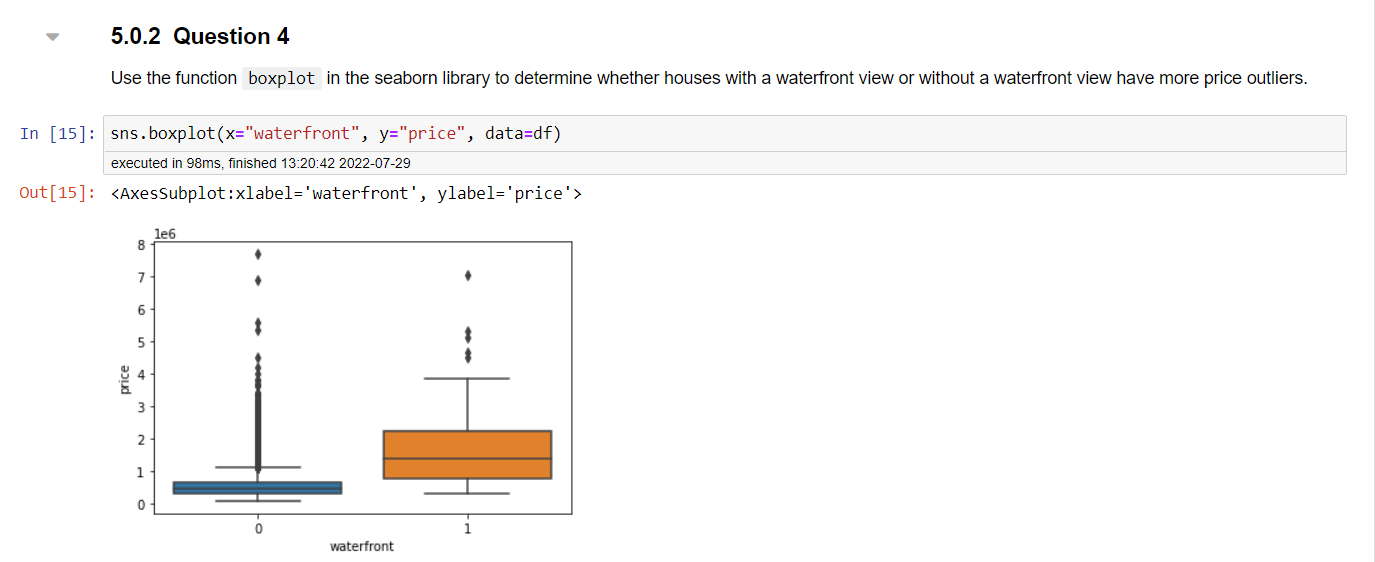 5.0.2 Question 4
Use the function boxplot in the seaborn library to determine whether houses with a waterfront view or without a waterfront view have more price outliers.
In [15]: sns.boxplot(x="waterfront", y="price", data=df)
executed in 98ms, finished 13:20:42 2022-07-29
Out[15]: <AxesSubplot:xlabel='waterfront', ylabel='price'>
1e6
8
7
6
5
4
3
2
1
0
price
0 1
waterfront